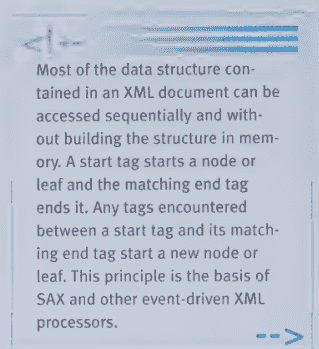 <!--
Most of the data structure con-
tained in an XML document can be
accessed sequentially and with-
out building the structure in mem-
ory. A start tag starts a node or
leaf and the matching end tag
ends it. Any tags encountered
between a start tag and its match-
ing end tag start a new node or
leaf. This principle is the basis of
SAX and other event-driven XML
processors.
-->